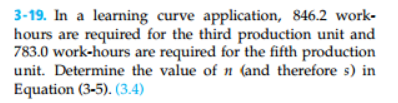 3-19. In a learning curve application, 846.2 work-
hours are required for the third production unit and
783.0 work-hours are required for the fifth production
unit. Determine the value of n (and therefore s) in
Equation (3-5). (3.4)